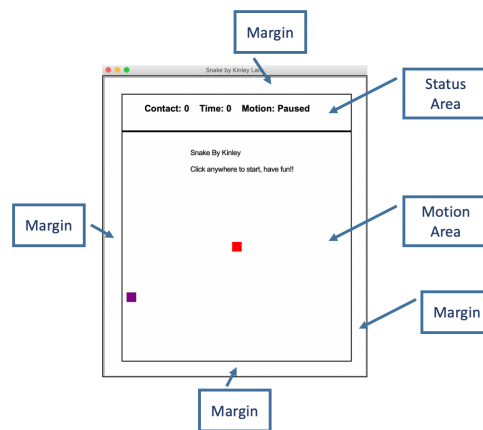 Margin
Snake by Kinley Lam
Status
Area
Contact: 0 Time: 0 Motion: Paused
Snake By Kinley
Click anywhere to start, have fun!!
Margin
Motion
Area
Margin
Margin